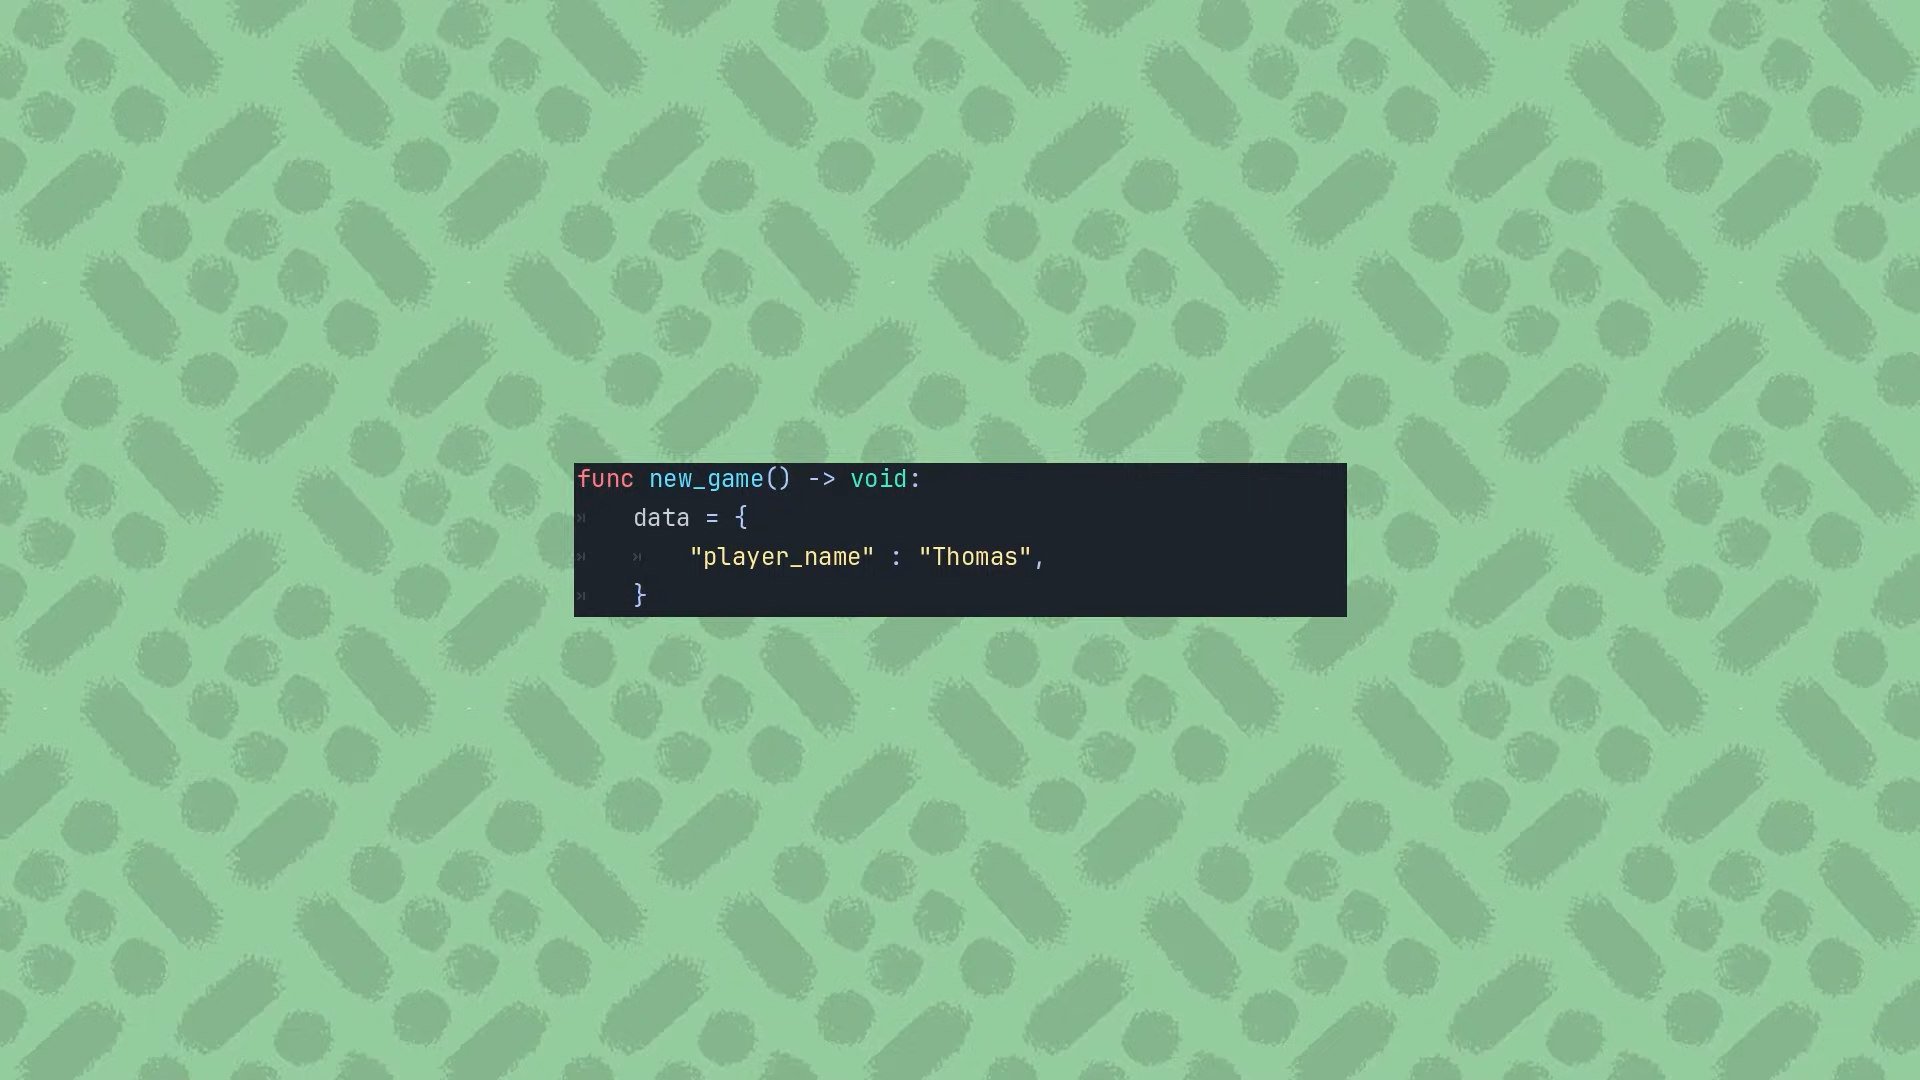 func new_game() -> void:
data = {
"player_name" : "Thomas",
}